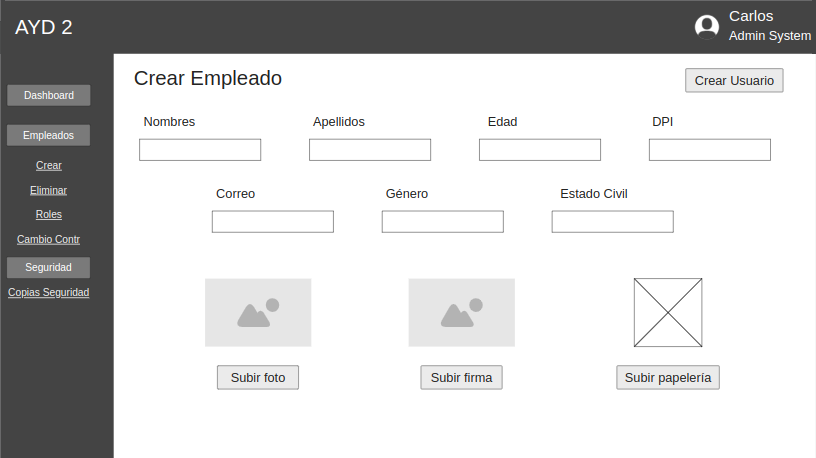 AYD 2
Carlos
Admin System
Dashboard
Empleados
Crear
Eliminar
Roles
Cambio Contr
Seguridad
Copias Seguridad
Crear Empleado
Crear Usuario
Nombres
Apellidos
Edad
DPI
Correo
Género
Estado Civil
Subir foto
Subir firma
Subir papelería